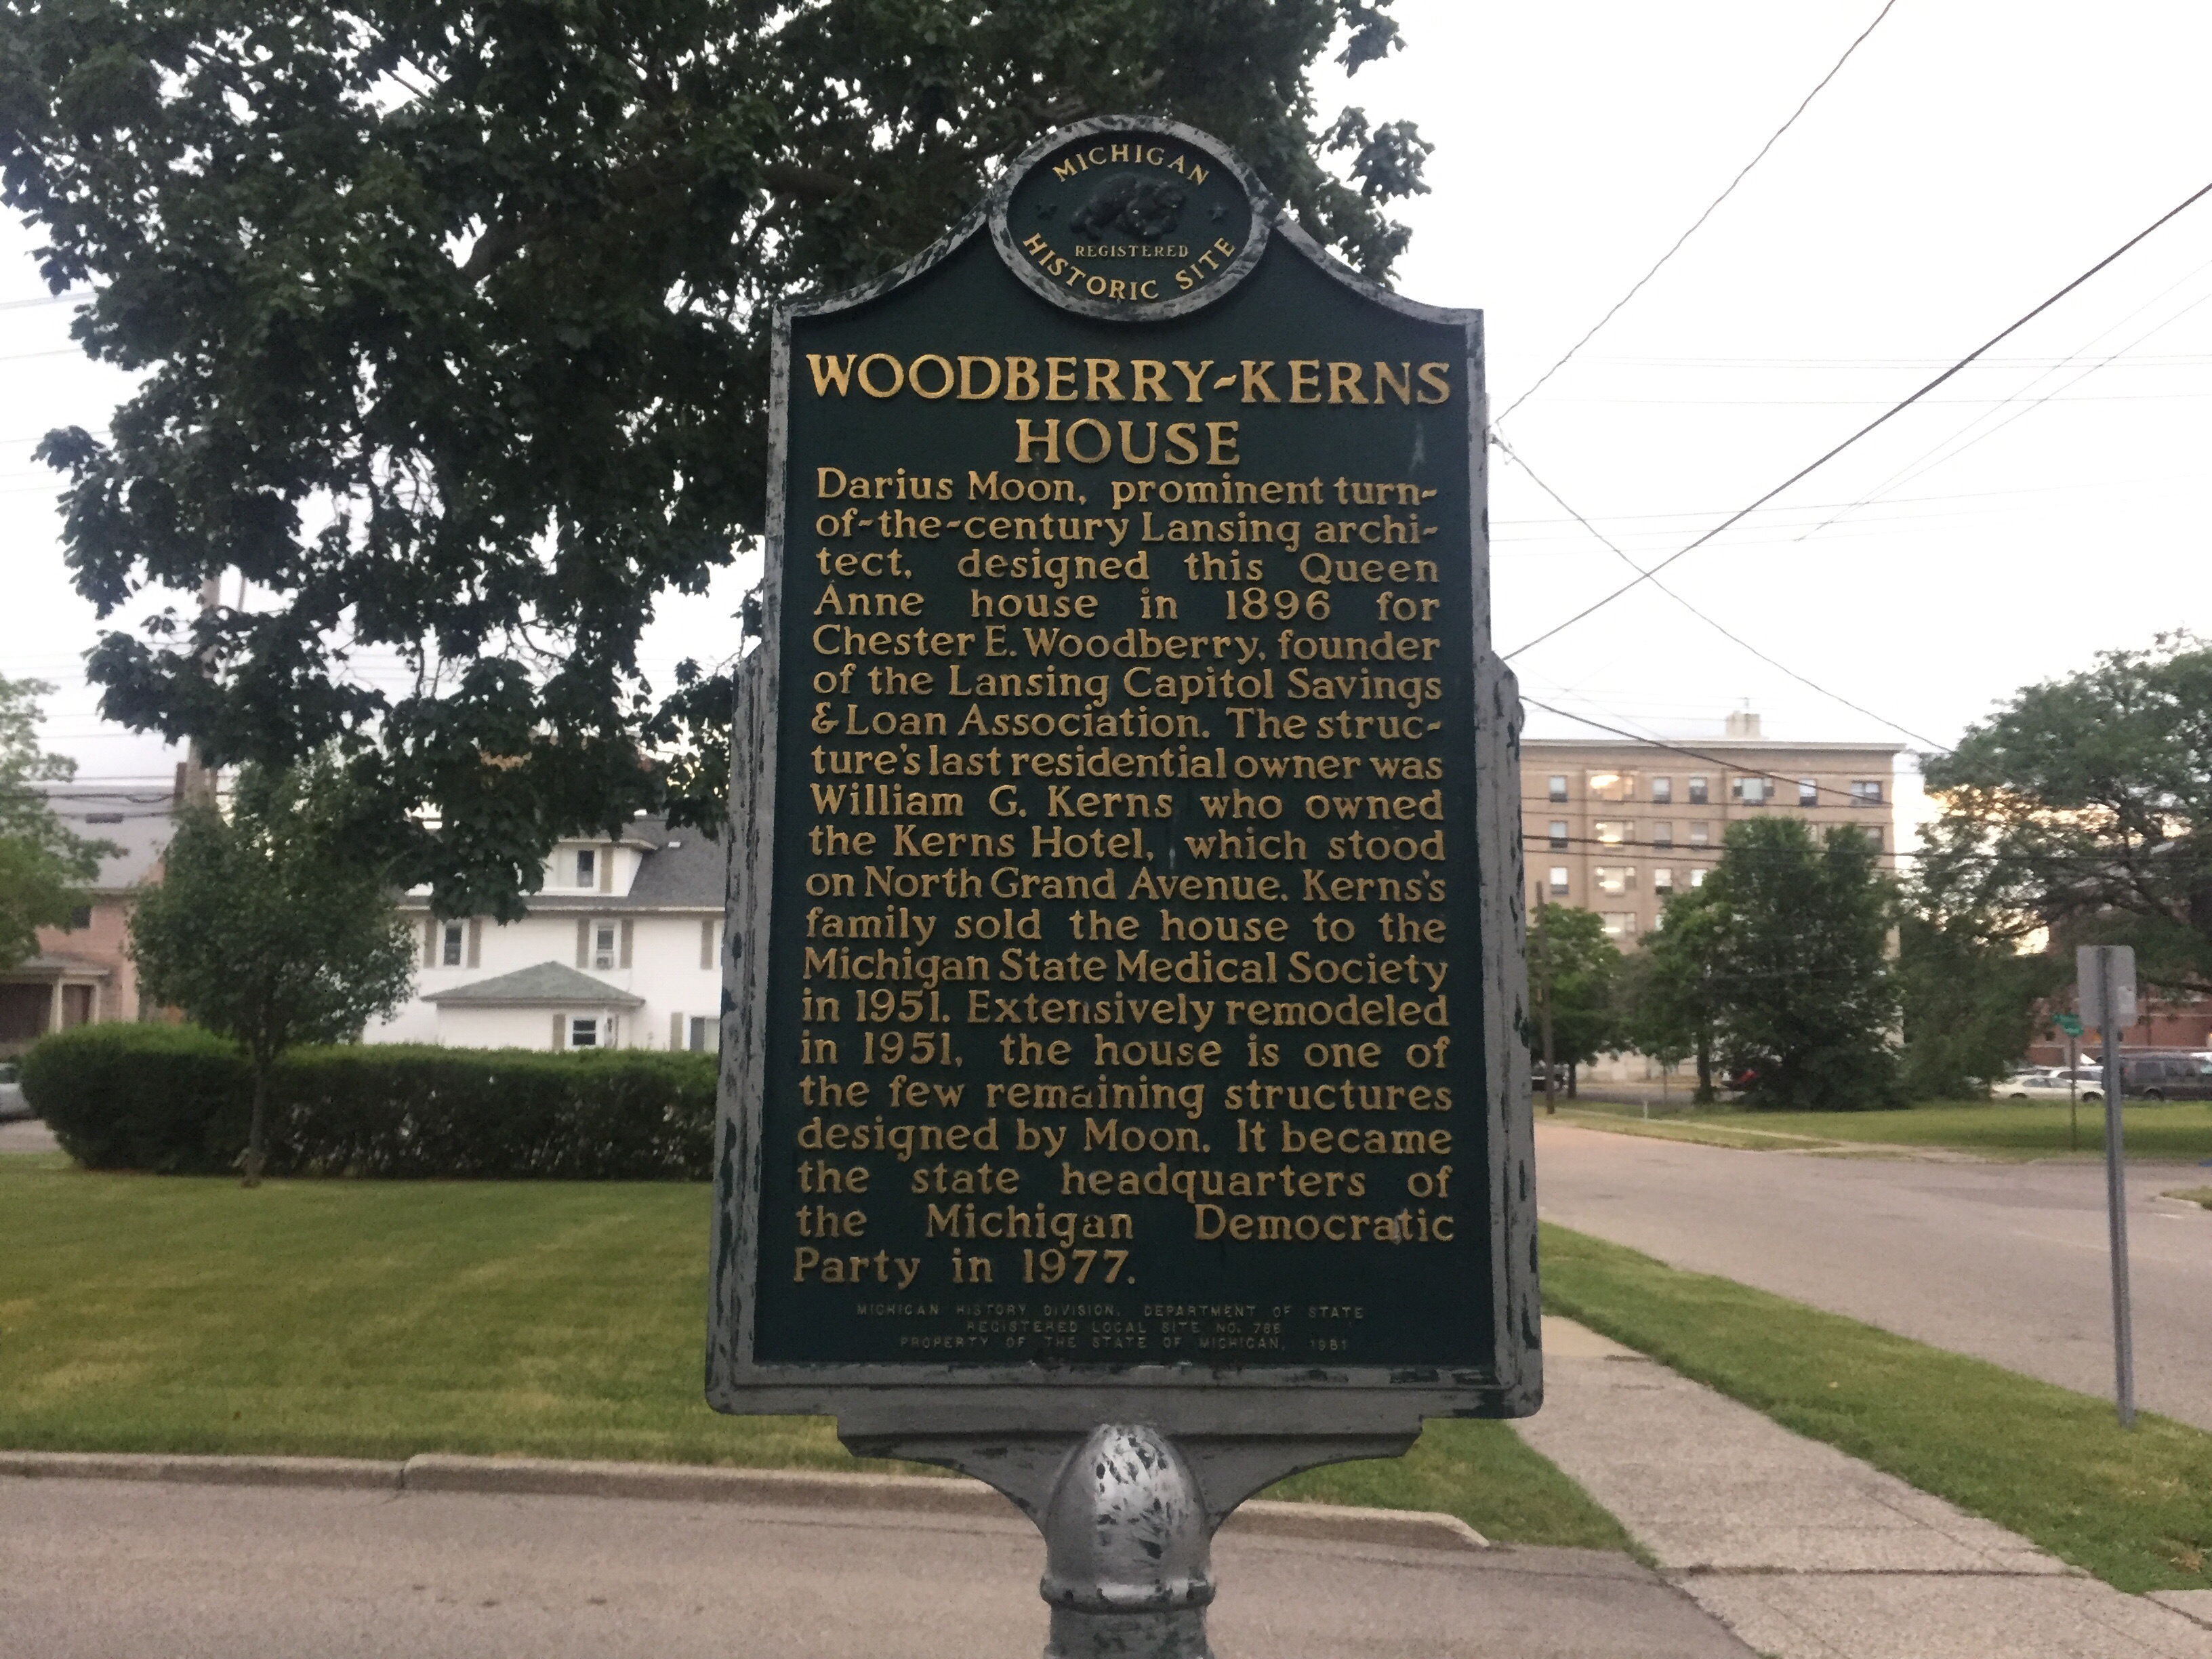 MICHIGAN
REGISTERED
HISTORIC SITE
WOODBERRY-KERNS
HOUSE
Darius Moon, prominent turn-
of-the-century Lansing archi-
tect, designed this Queen
Anne house in 1896 for
Chester E. Woodberry, founder
of the Lansing Capitol Savings
& Loan Association. The struc-
ture's last residential owner was
William G. Kerns who owned
the Kerns Hotel, which stood
on North Grand Avenue. Kerns's
family sold the house to the
Michigan State Medical Society
in 1951. Extensively remodeled
in 1951, the house is one of
the few remaining structures
designed by Moon. It became
the state headquarters of
the Michigan Democratic
Party in 1977.
MICHIGAN HISTORY DIVISION, DEPARTMENT OF STATE
REGISTERED LOCAL SITE NO.
PROPERTY OF THE STATE OF MICHIGAN, 1981